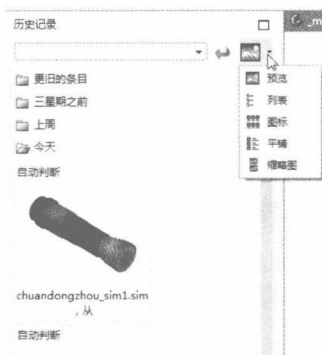 历史记录
_m
更旧的条目
三星期之前
上周
今天
自动判断
chuandongzhou_sim1.sim
，从
自动判断
预览
列表
图标
平铺
缩略图